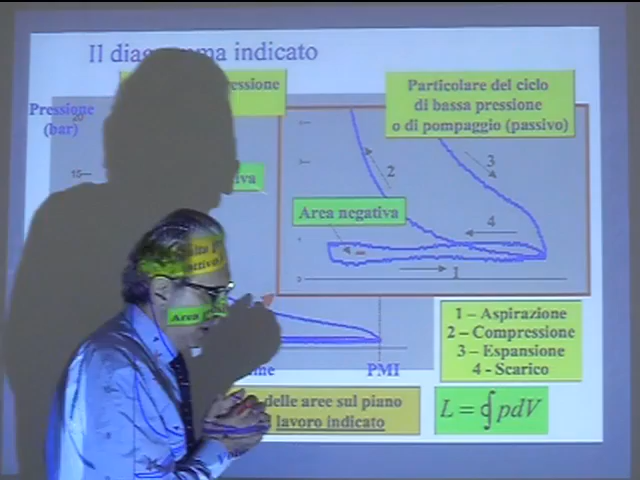 Il diagramma indicato
Particolare del ciclo
di bassa pressione
o di pompaggio (passivo)
Pressione
(bar)
20
15
2
3
4
1
Area negativa
1 – Aspirazione
2 – Compressione
3 – Espansione
4 - Scarico
PMI
delle aree sul piano
lavoro indicato
L = ∮ pdV